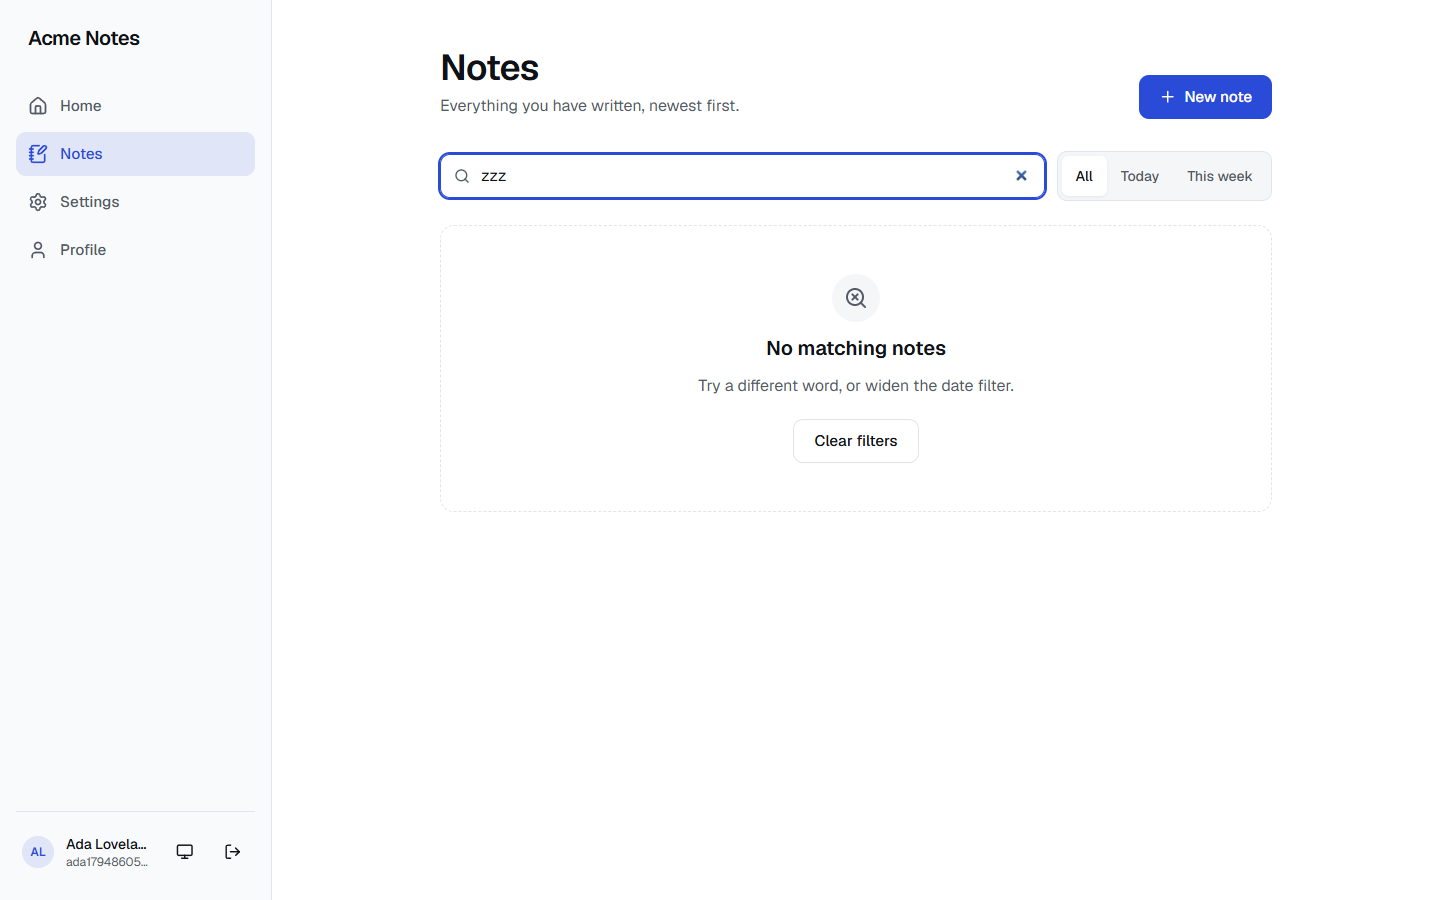 Acme Notes
Home
Notes
Settings
Profile
Ada Lovela...
ada17948605...
AL
Notes
Everything you have written, newest first.
New note
zzz
All
Today
This week
No matching notes
Try a different word, or widen the date filter.
Clear filters